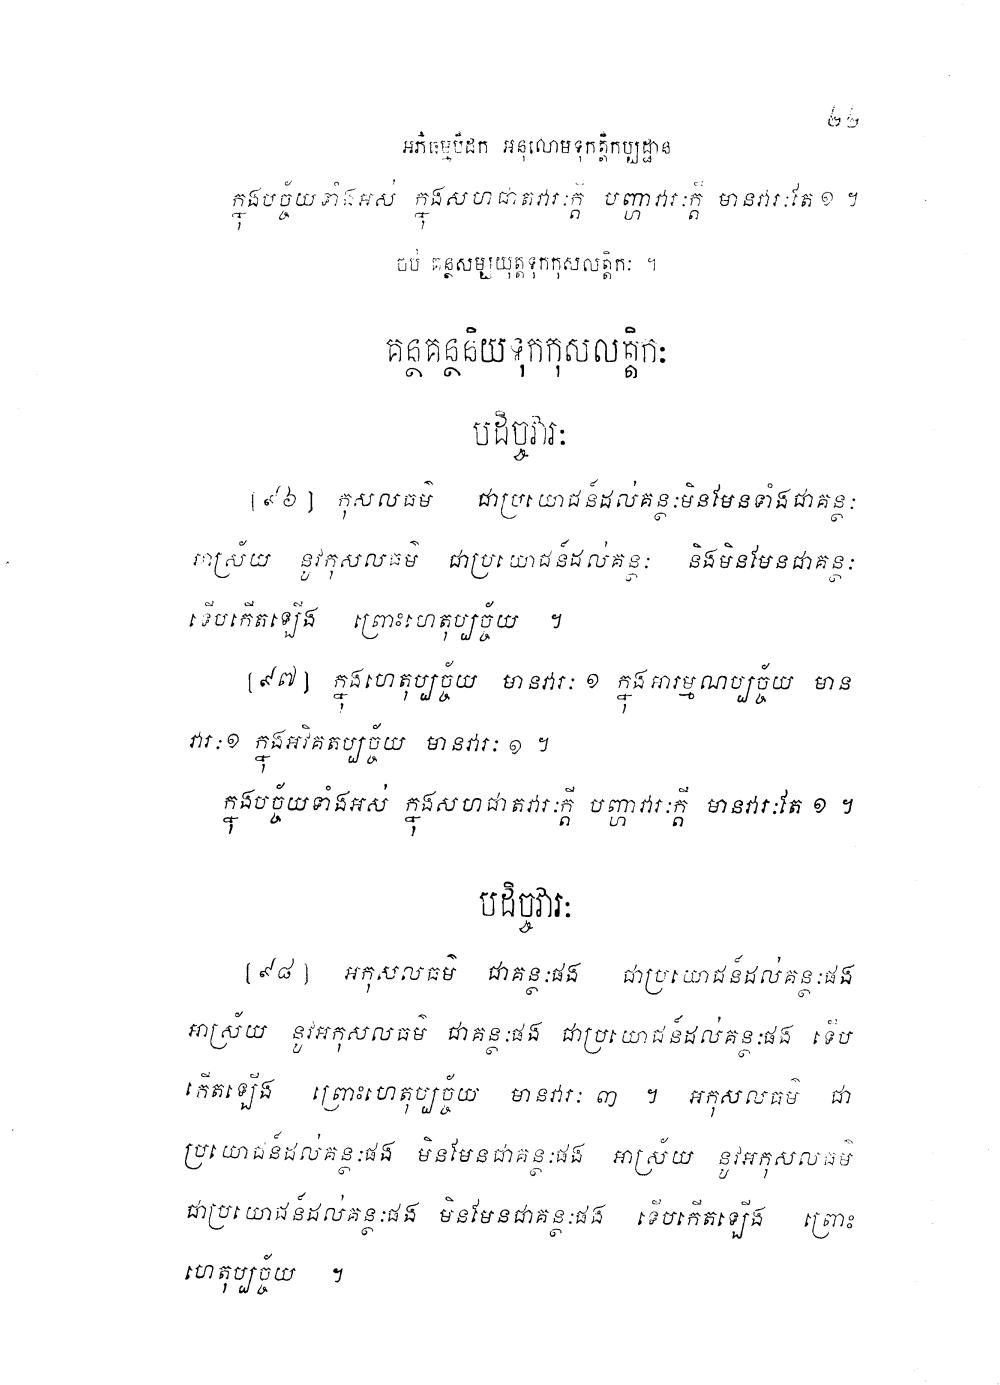 ២២
អភិធម្មបិដក អនុលោមទុកត្តិកប្បដ្ឋាន
ក្នុងបច្ច័យទាំងអស់ ក្នុងសហជាតវារៈក្តី បញ្ហាវារៈក្តី មានវារៈតែ ១ ។
ចប់ គន្ថសម្បយុត្តទុកកុសលត្តិកៈ ។
គន្ថគន្ថនិយទុកកុសលត្តិកៈ
បដិច្ចវារៈ
[៩៦] កុសលធម៌ ជាប្រយោជន៍ដល់គន្ថៈមិនមែនទាំងជាគន្ថៈ
អាស្រ័យ នូវកុសលធម៌ ជាប្រយោជន៍ដល់គន្ថៈ និងមិនមែនជាគន្ថៈ
ទើបកើតឡើង ព្រោះហេតុប្បច្ច័យ ។
[៩៧] ក្នុងហេតុប្បច្ច័យ មានវារៈ ១ ក្នុងអារម្មណប្បច្ច័យ មាន
វារៈ១ ក្នុងអវិគតប្បច្ច័យ មានវារៈ ១ ។
ក្នុងបច្ច័យទាំងអស់ ក្នុងសហជាតវារៈក្តី បញ្ហាវារៈក្តី មានវារៈតែ ១ ។
បដិច្ចវារៈ
[៩៨] អកុសលធម៌ ជាគន្ថៈផង ជាប្រយោជន៍ដល់គន្ថៈផង
អាស្រ័យ នូវអកុសលធម៌ ជាគន្ថៈផង ជាប្រយោជន៍ដល់គន្ថៈផង ទើប
កើតឡើង ព្រោះហេតុប្បច្ច័យ មានវារៈ ៣ ។ អកុសលធម៌ ជា
ប្រយោជន៍ដល់គន្ថៈផង មិនមែនជាគន្ថៈផង អាស្រ័យ នូវអកុសលធម៌
ជាប្រយោជន៍ដល់គន្ថៈផង មិនមែនជាគន្ថៈផង ទើបកើតឡើង ព្រោះ
ហេតុប្បច្ច័យ ។